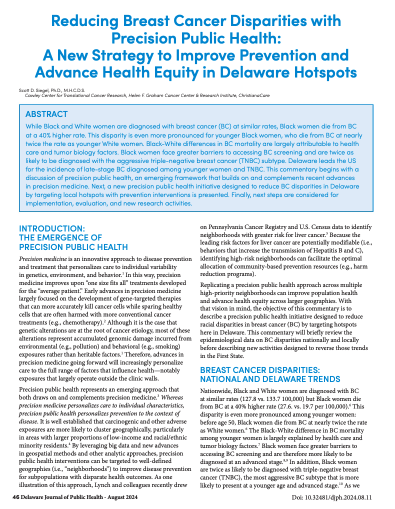 Reducing Breast Cancer Disparities with
Precision Public Health:
A New Strategy to Improve Prevention and
Advance Health Equity in Delaware Hotspots
Scott D. Siegel, Ph.D., M.H.C.D.S.
Cawley Center for Translational Cancer Research, Helen F. Graham Cancer Center & Research Institute, ChristianaCare
ABSTRACT
While Black and White women are diagnosed with breast cancer (BC) at similar rates, Black women die from BC
at a 40% higher rate. This disparity is even more pronounced for younger Black women, who die from BC at nearly
twice the rate as younger White women. Black-White differences in BC mortality are largely attributable to health
care and tumor biology factors. Black women face greater barriers to accessing BC screening and are twice as
likely to be diagnosed with the aggressive triple-negative breast cancer (TNBC) subtype. Delaware leads the US
for the incidence of late-stage BC diagnosed among younger women and TNBC. This commentary begins with a
discussion of precision public health, an emerging framework that builds on and complements recent advances
in precision medicine. Next, a new precision public health initiative designed to reduce BC disparities in Delaware
by targeting local hotspots with prevention interventions is presented. Finally, next steps are considered for
implementation, evaluation, and new research activities.
INTRODUCTION:
THE EMERGENCE OF
PRECISION PUBLIC HEALTH
Precision medicine is an innovative approach to disease prevention
and treatment that personalizes care to individual variability
in genetics, environment, and behavior.1 In this way, precision
medicine improves upon "one size fits all" treatments developed
for the "average patient." Early advances in precision medicine
largely focused on the development of gene-targeted therapies
that can more accurately kill cancer cells while sparing healthy
cells that are often harmed with more conventional cancer
treatments (e.g., chemotherapy).2 Although it is the case that
genetic alterations are at the root of cancer etiology, most of these
alterations represent accumulated genomic damage incurred from
environmental (e.g., pollution) and behavioral (e.g., smoking)
exposures rather than heritable factors.3 Therefore, advances in
precision medicine going forward will increasingly personalize
care to the full range of factors that influence health—notably
exposures that largely operate outside the clinic walls.
Precision public health represents an emerging approach that
both draws on and complements precision medicine.4 Whereas
precision medicine personalizes care to individual characteristics,
precision public health personalizes prevention to the context of
disease. It is well established that carcinogenic and other adverse
exposures are more likely to cluster geographically, particularly
in areas with larger proportions of low-income and racial/ethnic
minority residents.5 By leveraging big data and new advances
in geospatial methods and other analytic approaches, precision
public health interventions can be targeted to well-defined
geographies (i.e., "neighborhoods") to improve disease prevention
for subpopulations with disparate health outcomes. As one
illustration of this approach, Lynch and colleagues recently drew
on Pennsylvania Cancer Registry and U.S. Census data to identify
neighborhoods with greater risk for liver cancer.6 Because the
leading risk factors for liver cancer are potentially modifiable (i.e.,
behaviors that increase the transmission of Hepatitis B and C),
identifying high-risk neighborhoods can facilitate the optimal
allocation of community-based prevention resources (e.g., harm
reduction programs).
Replicating a precision public health approach across multiple
high-priority neighborhoods can improve population health
and advance health equity across larger geographies. With
that vision in mind, the objective of this commentary is to
describe a precision public health initiative designed to reduce
racial disparities in breast cancer (BC) by targeting hotspots
here in Delaware. This commentary will briefly review the
epidemiological data on BC disparities nationally and locally
before describing new activities designed to reverse those trends
in the First State.
BREAST CANCER DISPARITIES:
NATIONAL AND DELAWARE TRENDS
Nationwide, Black and White women are diagnosed with BC
at similar rates (127.8 vs. 133.7 100,000) but Black women die
from BC at a 40% higher rate (27.6. vs. 19.7 per 100,000).7 This
disparity is even more pronounced among younger women:
before age 50, Black women die from BC at nearly twice the rate
as White women.8 The Black-White difference in BC mortality
among younger women is largely explained by health care and
tumor biology factors.7 Black women face greater barriers to
accessing BC screening and are therefore more likely to be
diagnosed at an advanced stage.8,9 In addition, Black women
are twice as likely to be diagnosed with triple-negative breast
cancer (TNBC), the most aggressive BC subtype that is more
likely to present at a younger age and advanced stage.10 As we
46 Delaware Journal of Public Health - August 2024
Doi: 10.32481/djph.2024.08.11